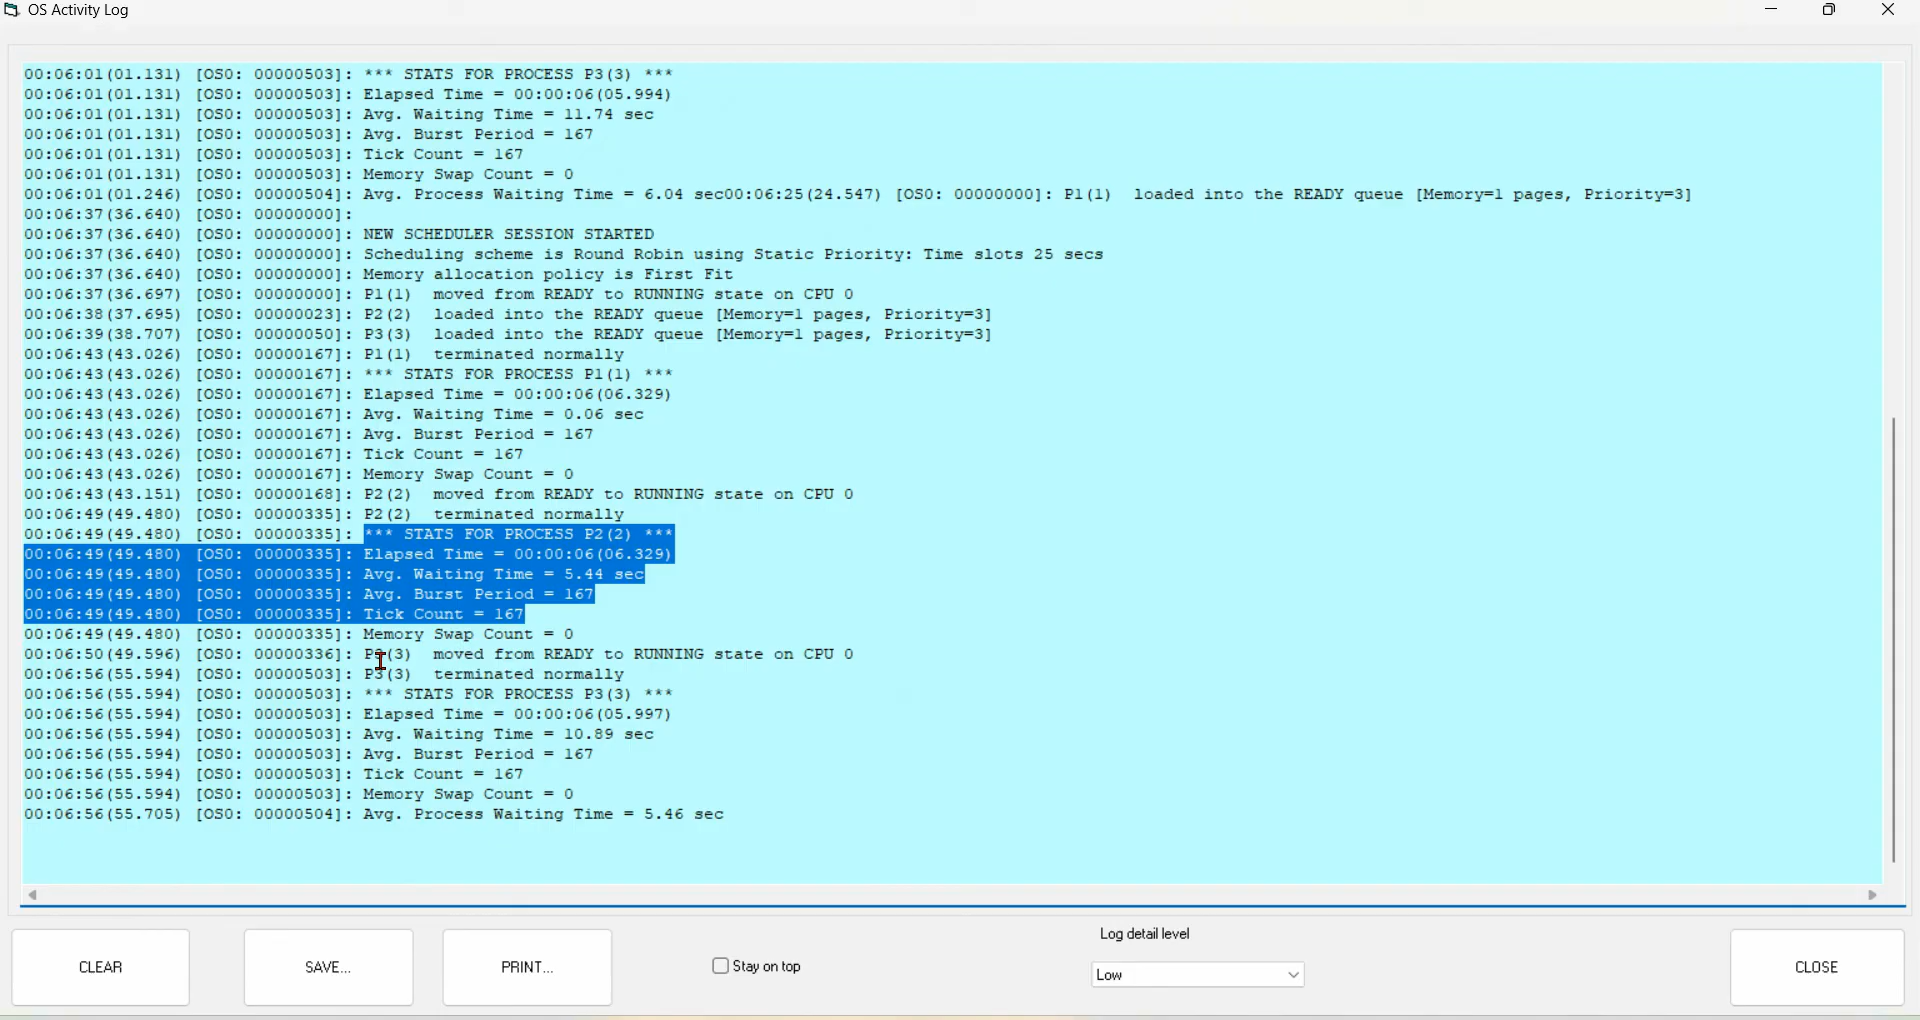 OS Activity Log
00:06:01(01.131) [OS0: 00000503]: *** STATS FOR PROCESS P3(3) ***
00:06:01(01.131) [OS0: 00000503]: Elapsed Time = 00:00:06(05.994)
00:06:01(01.131) [OS0: 00000503]: Avg. Waiting Time = 11.74 sec
00:06:01(01.131) [OS0: 00000503]: Avg. Burst Period = 167
00:06:01(01.131) [OS0: 00000503]: Tick Count = 167
00:06:01(01.131) [OS0: 00000503]: Memory Swap Count = 0
00:06:01(01.246) [OS0: 00000504]: Avg. Process Waiting Time = 6.04 sec00:06:25(24.547) [OS0: 00000000]: P1(1) loaded into the READY queue [Memory=1 pages, Priority=3]
00:06:37(36.640) [OS0: 00000000]:
00:06:37(36.640) [OS0: 00000000]: NEW SCHEDULER SESSION STARTED
00:06:37(36.640) [OS0: 00000000]: Scheduling scheme is Round Robin using Static Priority: Time slots 25 secs
00:06:37(36.640) [OS0: 00000000]: Memory allocation policy is First Fit
00:06:37(36.697) [OS0: 00000000]: P1(1) moved from READY to RUNNING state on CPU 0
00:06:38(37.695) [OS0: 00000023]: P2(2) loaded into the READY queue [Memory=1 pages, Priority=3]
00:06:39(38.707) [OS0: 00000050]: P3(3) loaded into the READY queue [Memory=1 pages, Priority=3]
00:06:43(43.026) [OS0: 00000167]: P1(1) terminated normally
00:06:43(43.026) [OS0: 00000167]: *** STATS FOR PROCESS P1(1) ***
00:06:43(43.026) [OS0: 00000167]: Elapsed Time = 00:00:06(06.329)
00:06:43(43.026) [OS0: 00000167]: Avg. Waiting Time = 0.06 sec
00:06:43(43.026) [OS0: 00000167]: Avg. Burst Period = 167
00:06:43(43.026) [OS0: 00000167]: Tick Count = 167
00:06:43(43.026) [OS0: 00000167]: Memory Swap Count = 0
00:06:43(43.151) [OS0: 00000168]: P2(2) moved from READY to RUNNING state on CPU 0
00:06:49(49.480) [OS0: 00000335]: P2(2) terminated normally
00:06:49(49.480) [OS0: 00000335]: *** STATS FOR PROCESS P2(2) ***
00:06:49(49.480) [OS0: 00000335]: Elapsed Time = 00:00:06(06.329)
00:06:49(49.480) [OS0: 00000335]: Avg. Waiting Time = 5.44 sec
00:06:49(49.480) [OS0: 00000335]: Avg. Burst Period = 167
00:06:49(49.480) [OS0: 00000335]: Tick Count = 167
00:06:49(49.480) [OS0: 00000335]: Memory Swap Count = 0
00:06:50(49.596) [OS0: 00000336]: P3(3) moved from READY to RUNNING state on CPU 0
00:06:56(55.594) [OS0: 00000503]: P3(3) terminated normally
00:06:56(55.594) [OS0: 00000503]: *** STATS FOR PROCESS P3(3) ***
00:06:56(55.594) [OS0: 00000503]: Elapsed Time = 00:00:06(05.997)
00:06:56(55.594) [OS0: 00000503]: Avg. Waiting Time = 10.89 sec
00:06:56(55.594) [OS0: 00000503]: Avg. Burst Period = 167
00:06:56(55.594) [OS0: 00000503]: Tick Count = 167
00:06:56(55.594) [OS0: 00000503]: Memory Swap Count = 0
00:06:56(55.705) [OS0: 00000504]: Avg. Process Waiting Time = 5.46 sec
CLEAR
SAVE...
PRINT...
Stay on top
Log detail level
Low
CLOSE